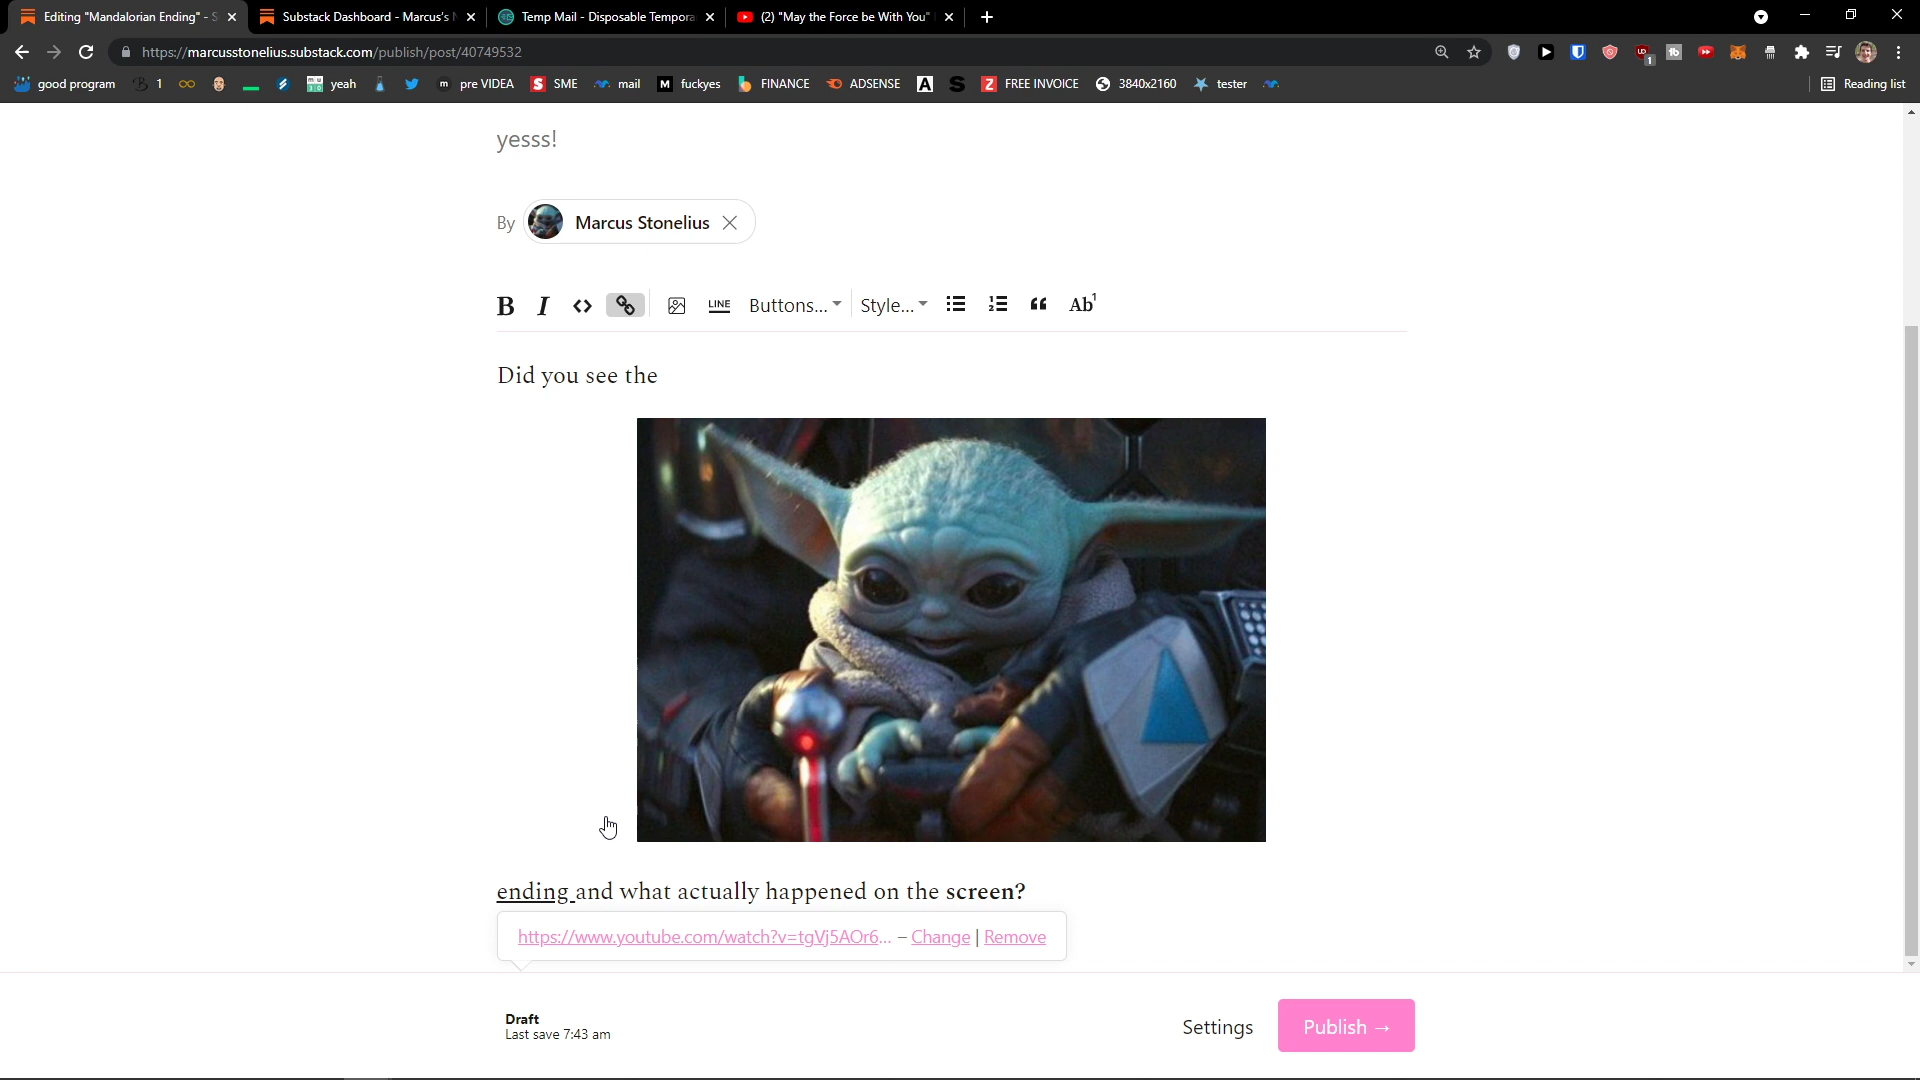 Editing "Mandalorian Ending" - S
Substack Dashboard - Marcus's N
Temp Mail - Disposable Tempora
(2) "May the Force be With You"
https://marcusstonelius.substack.com/publish/post/40749532
good program
1
yeah
pre VIDEA
SME
mail
fuckyes
FINANCE
ADSENSE
FREE INVOICE
3840x2160
tester
Reading list
yesss!
By Marcus Stonelius
B I LINE Buttons... Style... Ab1
Did you see the
ending and what actually happened on the screen?
https://www.youtube.com/watch?v=tgVj5AOr6... – Change | Remove
Draft
Last save 7:43 am
Settings
Publish →